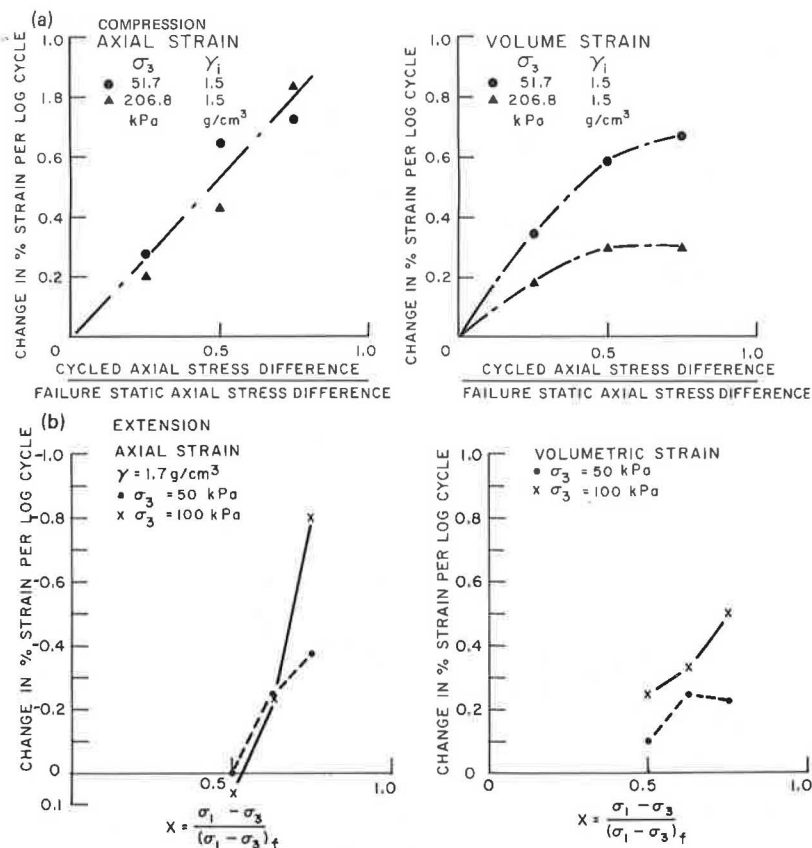 (a)
COMPRESSION
AXIAL STRAIN
σ3 γi
● 51.7 1.5
▲ 206.8 1.5
kPa g/cm³
1.0
1.8
0.6
0.4
0.2
0 0.5 1.0
CHANGE IN % STRAIN PER LOG CYCLE
CYCLED AXIAL STRESS DIFFERENCE
FAILURE STATIC AXIAL STRESS DIFFERENCE
VOLUME STRAIN
σ3 γi
● 51.7 1.5
▲ 206.8 1.5
kPa g/cm³
1.0
0.8
0.6
0.4
0.2
0 0.5 1.0
CHANGE IN % STRAIN PER LOG CYCLE
CYCLED AXIAL STRESS DIFFERENCE
FAILURE STATIC AXIAL STRESS DIFFERENCE
(b)
EXTENSION
AXIAL STRAIN
γ = 1.7 g/cm³
• σ3 = 50 kPa
x σ3 = 100 kPa
-1.0
-0.8
-0.6
-0.4
-0.2
0
0.1
0.5 1.0
CHANGE IN % STRAIN PER LOG CYCLE
X = σ1 - σ3 / (σ1 - σ3)f
VOLUMETRIC STRAIN
• σ3 = 50 kPa
x σ3 = 100 kPa
1.0
0.8
0.6
0.4
0.2
0
0 0.5 1.0
CHANGE IN % STRAIN PER LOG CYCLE
X = σ1 - σ3 / (σ1 - σ3)f